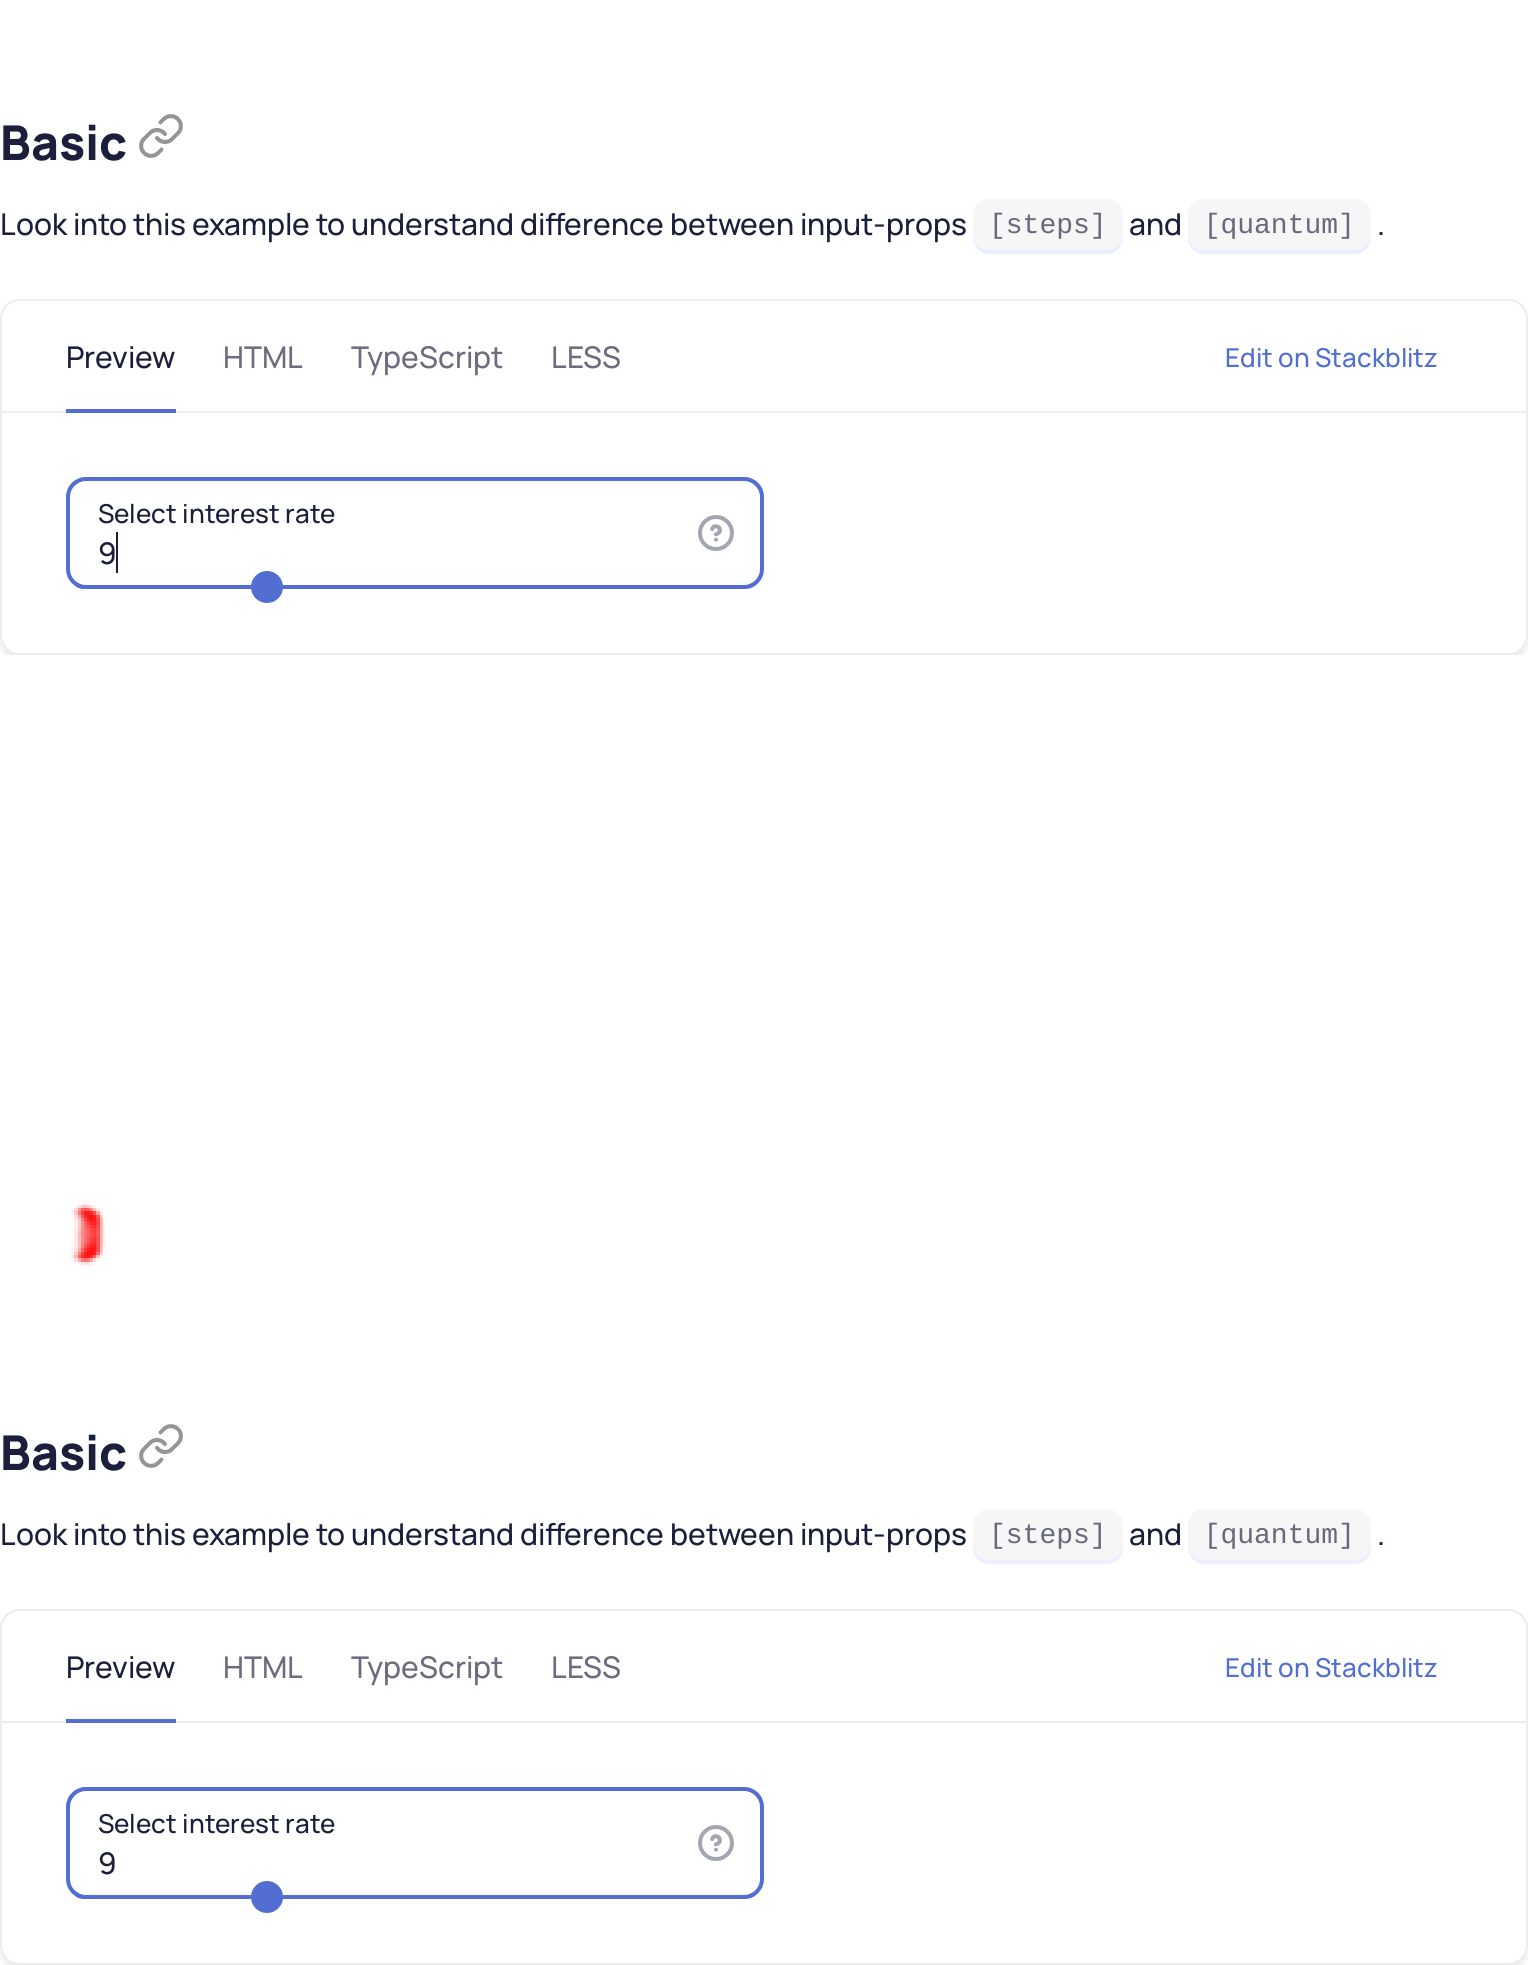 Basic
Look into this example to understand difference between input-props [steps] and [quantum] .
Preview HTML TypeScript LESS Edit on Stackblitz
Select interest rate
9
Basic
Look into this example to understand difference between input-props [steps] and [quantum] .
Preview HTML TypeScript LESS Edit on Stackblitz
Select interest rate
9